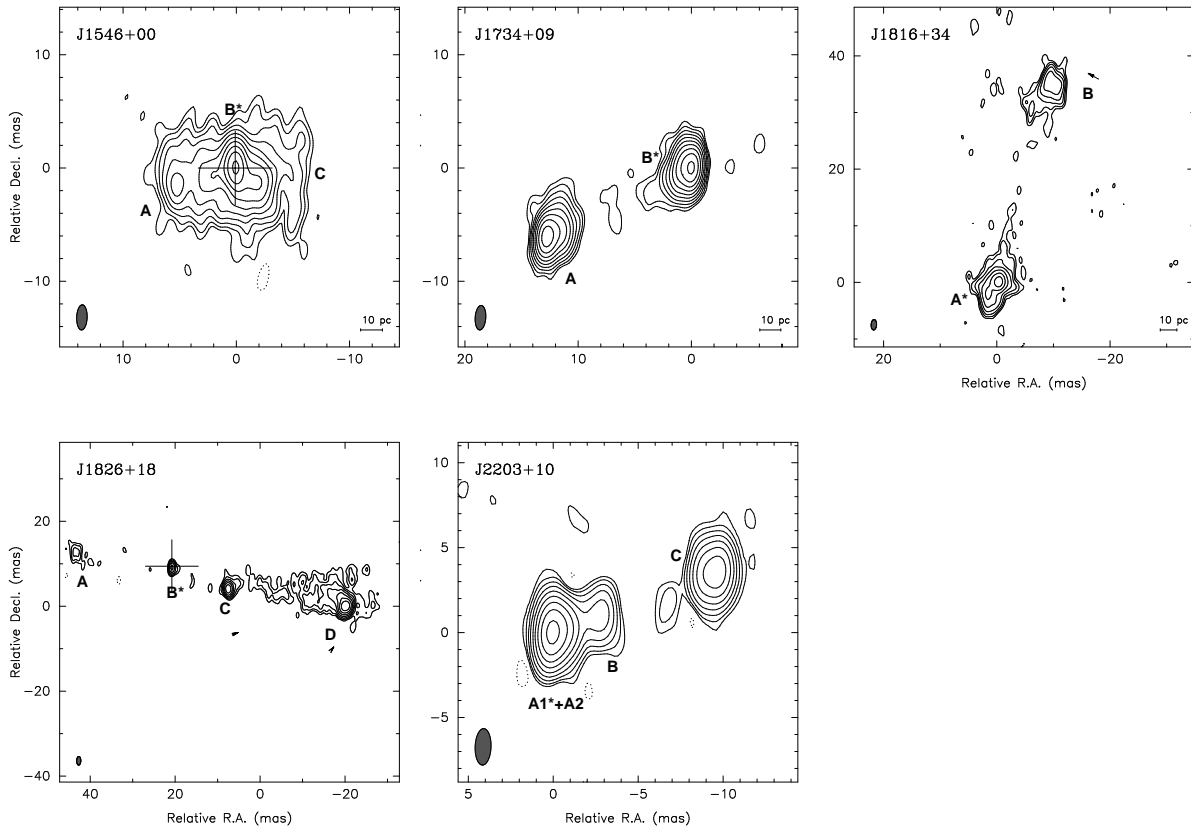 J1546+00
B*
A
C
10 pc
Relative Decl. (mas)
10
0
−10
10
0
−10
J1734+09
B*
A
10 pc
20
10
0
J1816+34
B
A*
10 pc
40
20
0
20
0
−20
Relative R.A. (mas)
J1826+18
A
B*
C
D
Relative Decl. (mas)
20
0
−20
−40
40
20
0
−20
Relative R.A. (mas)
J2203+10
C
B
A1*+A2
10
5
0
−5
5
0
−5
−10
Relative R.A. (mas)